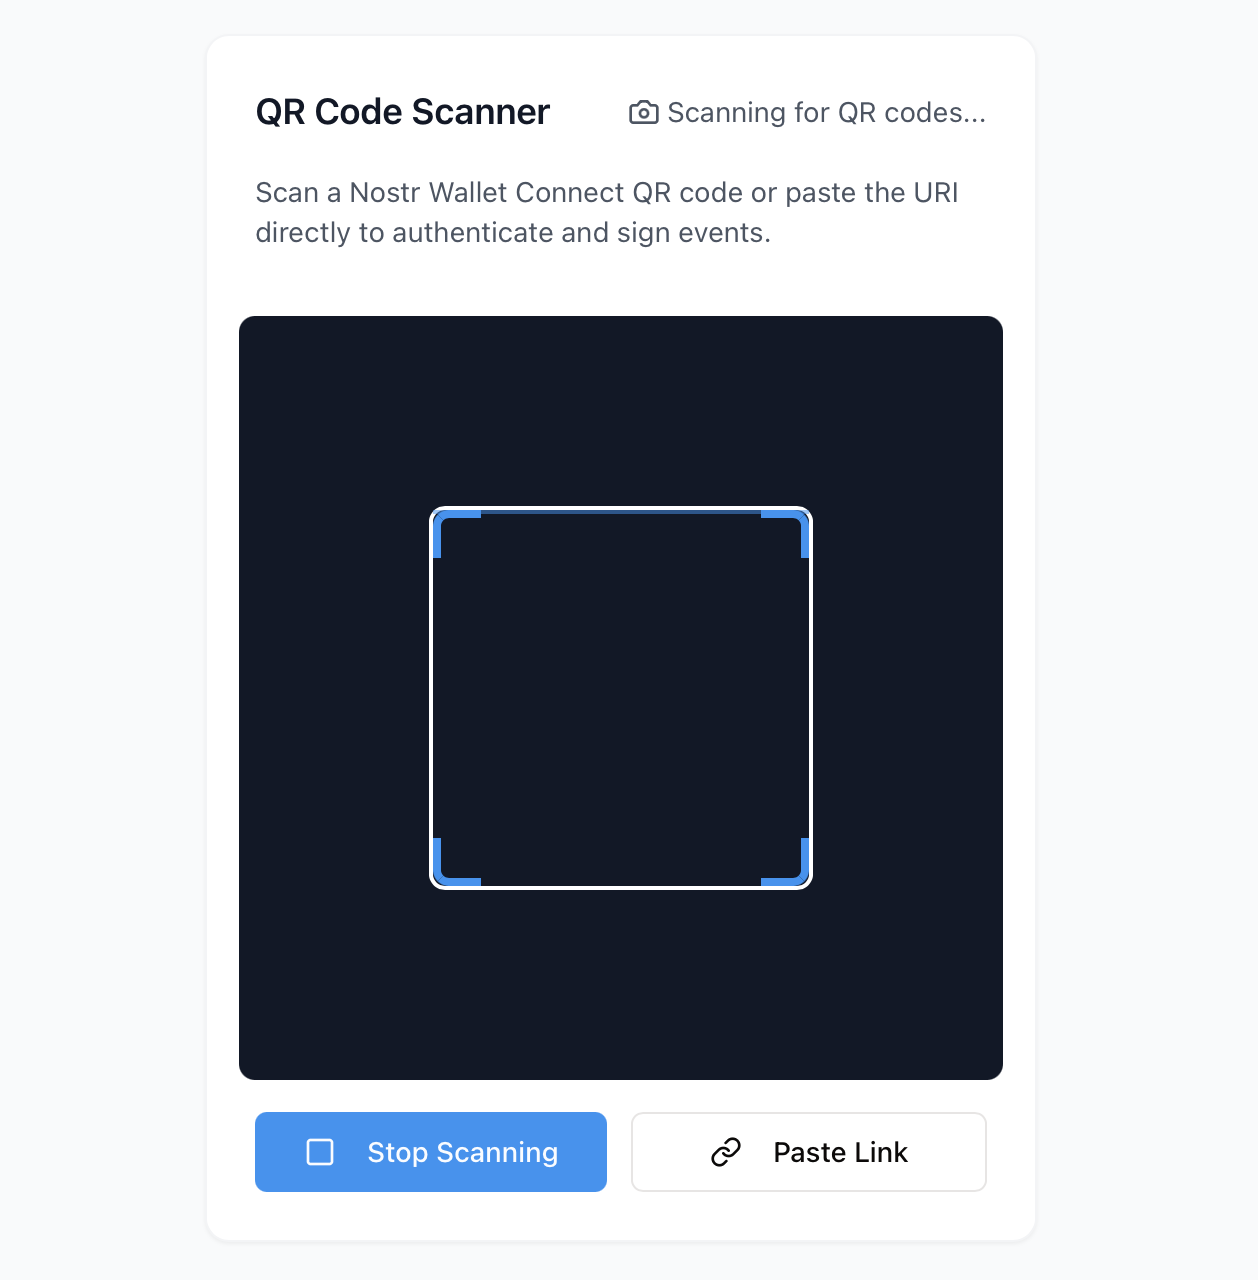 QR Code Scanner
Scanning for QR codes...
Scan a Nostr Wallet Connect QR code or paste the URI
directly to authenticate and sign events.
Stop Scanning
Paste Link